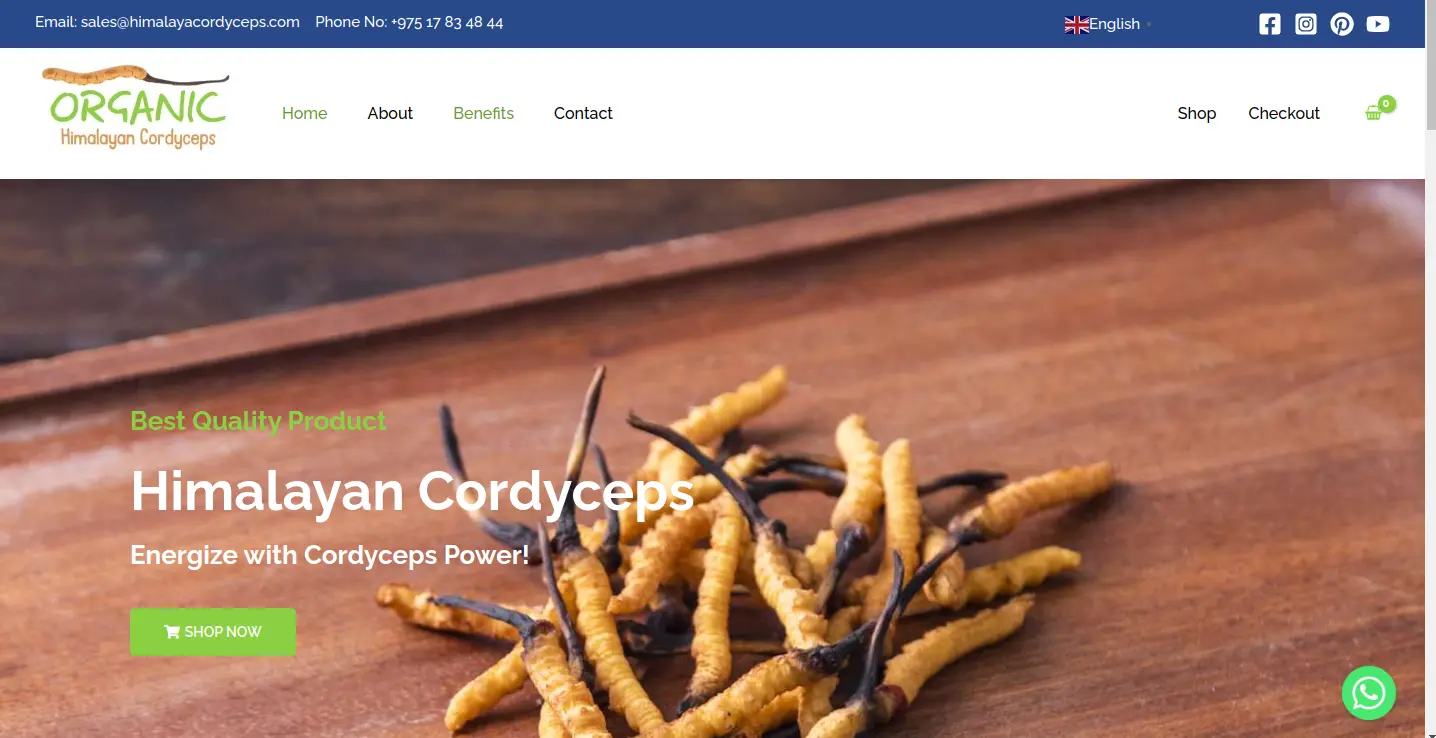 Email: sales@himalayacordyceps.com Phone No: +975 17 83 48 44
English
ORGANIC
Himalayan Cordyceps
Home About Benefits Contact
Shop Checkout
0
Best Quality Product
Himalayan Cordyceps
Energize with Cordyceps Power!
SHOP NOW